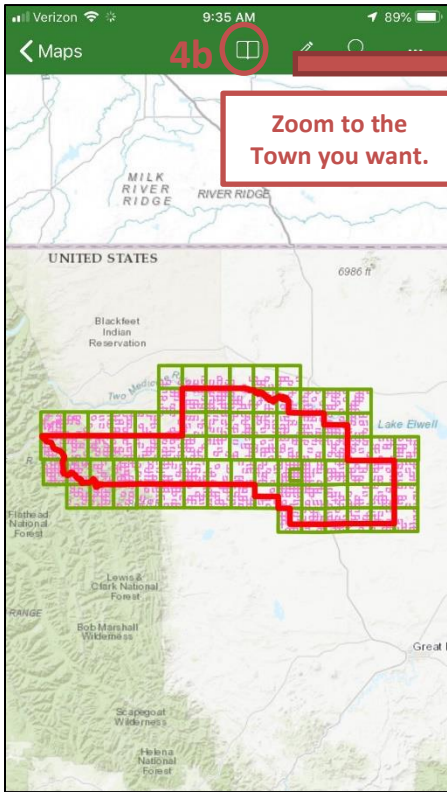 Verizon 9:35 AM 89%
Maps
4b
...
Zoom to the
Town you want.
MILK
RIVER
RIDGE
RIVER RIDGE
UNITED STATES
6986 ft
Blackfeet
Indian
Reservation
Two Medicine R
Lake Elwell
R
Flathead
National
Forest
Lewis &
Clark National
Forest
RANGE
Bob Marshall
Wilderness
Great
Scapegoat
Wilderness
Helena
National
Forest